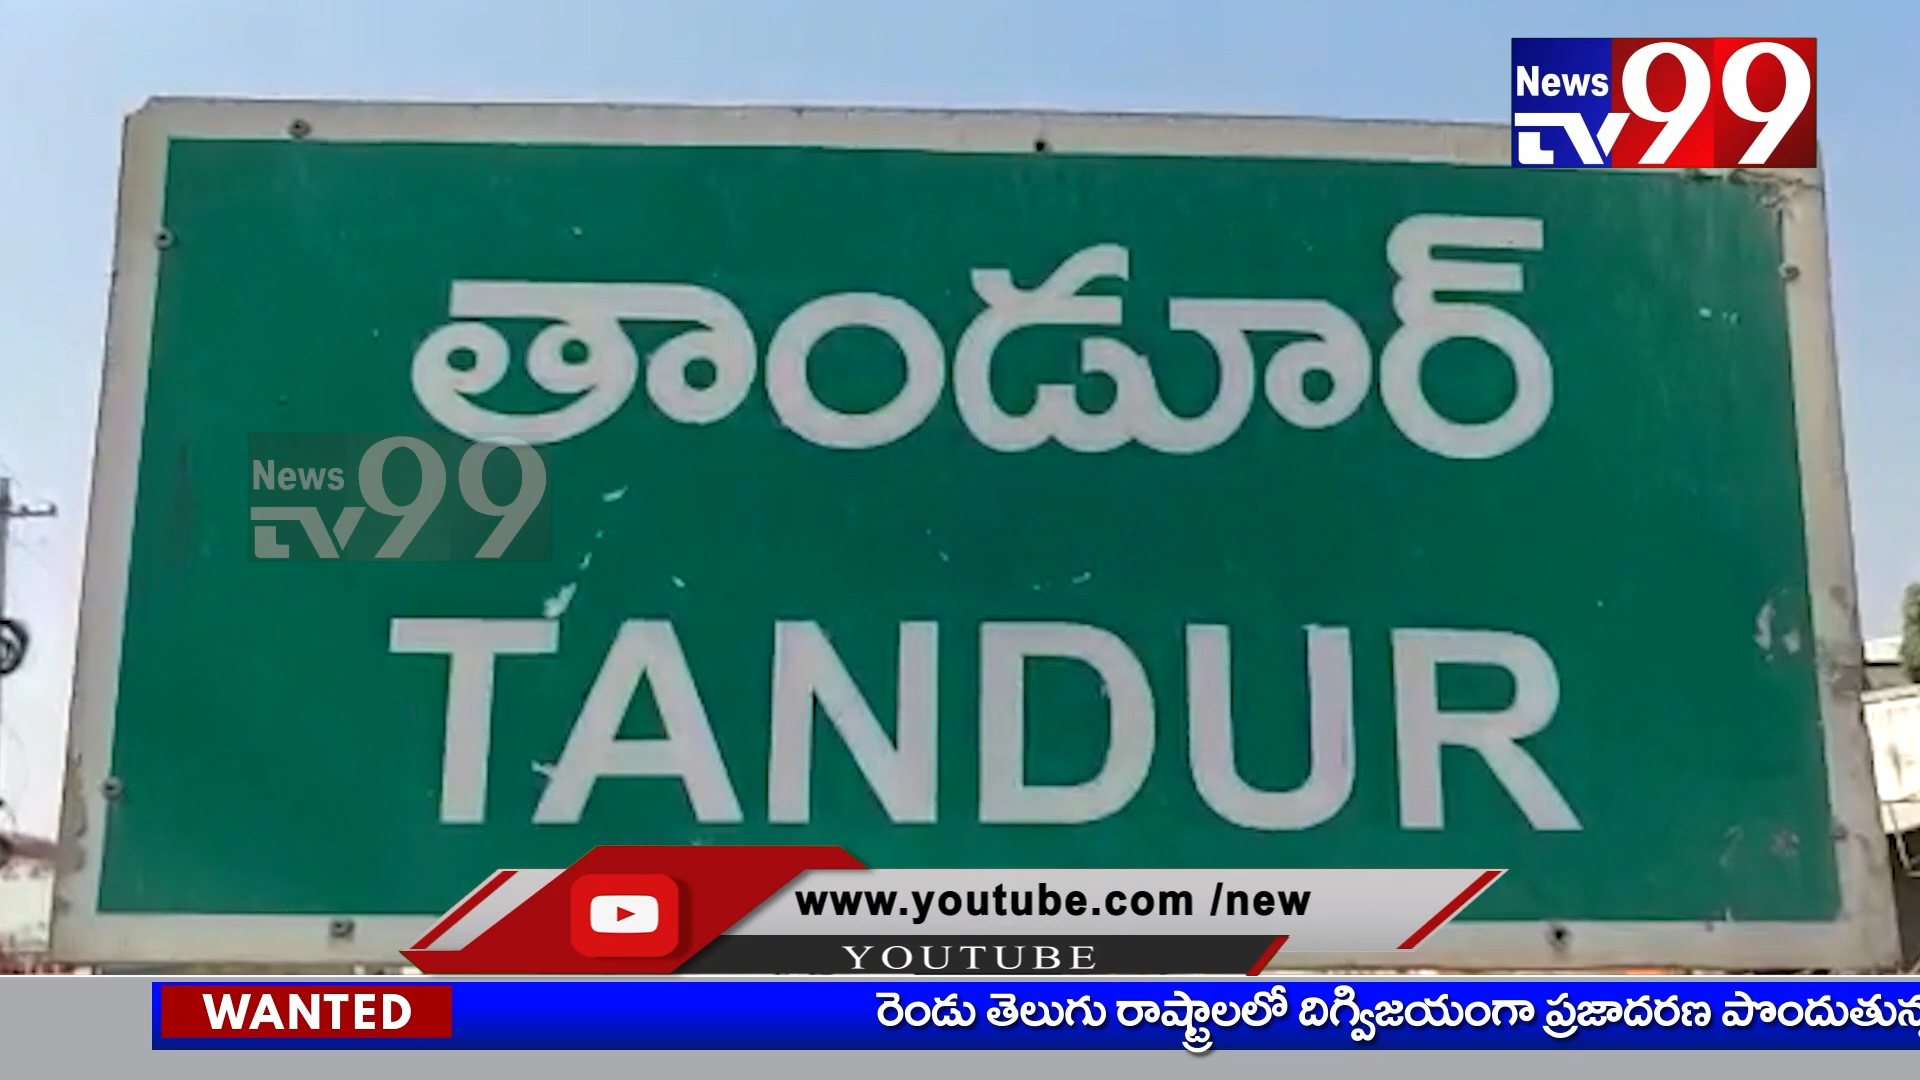 News
TV99
తాండూర్
News
TV99
TANDUR
www.youtube.com /new
YOUTUBE
WANTED
రెండు తెలుగు రాష్ట్రాలలో దిగ్విజయంగా ప్రజాదరణ పొందుతున్న